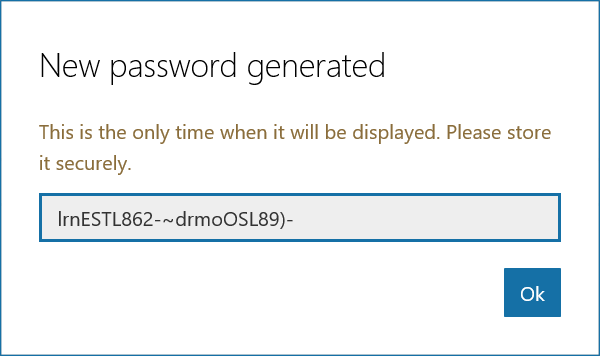 New password generated
This is the only time when it will be displayed. Please store
it securely.
lrnESTL862-~drmoOSL89)-
Ok